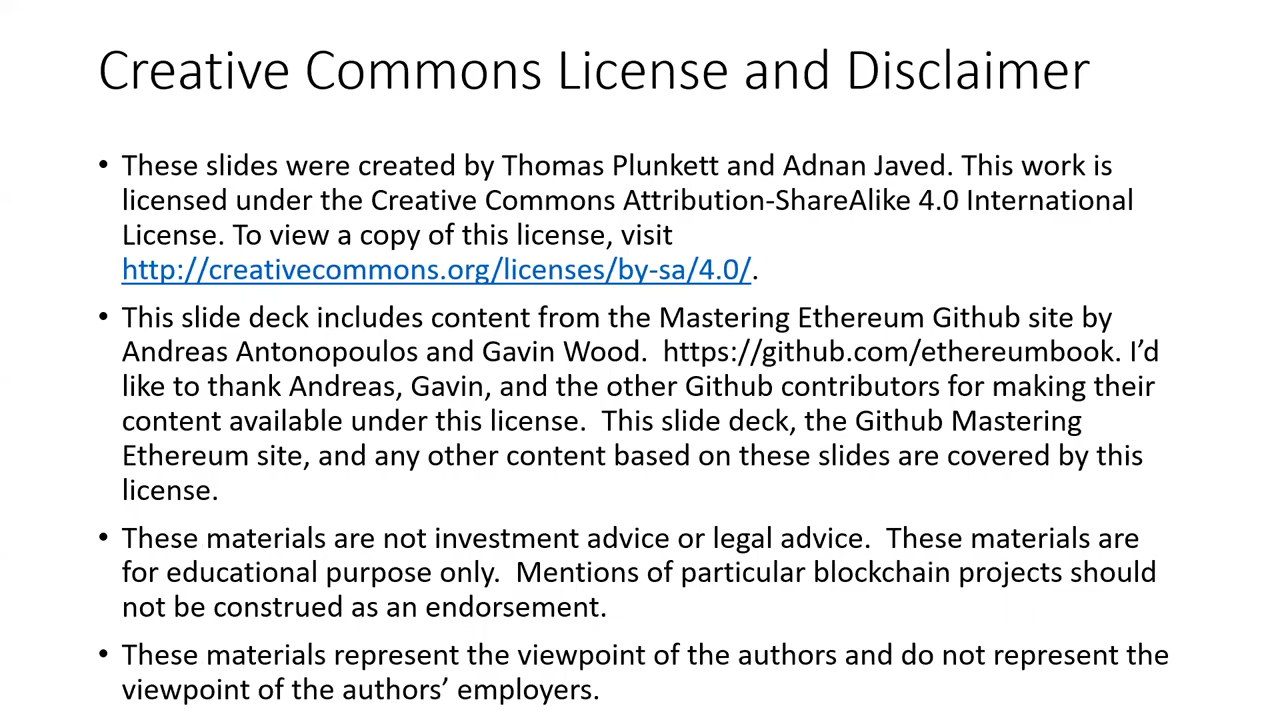 Creative Commons License and Disclaimer
• These slides were created by Thomas Plunkett and Adnan Javed. This work is
licensed under the Creative Commons Attribution-ShareAlike 4.0 International
License. To view a copy of this license, visit
http://creativecommons.org/licenses/by-sa/4.0/.
• This slide deck includes content from the Mastering Ethereum Github site by
Andreas Antonopoulos and Gavin Wood.  https://github.com/ethereumbook. I’d
like to thank Andreas, Gavin, and the other Github contributors for making their
content available under this license.  This slide deck, the Github Mastering
Ethereum site, and any other content based on these slides are covered by this
license.
• These materials are not investment advice or legal advice.  These materials are
for educational purpose only.  Mentions of particular blockchain projects should
not be construed as an endorsement.
• These materials represent the viewpoint of the authors and do not represent the
viewpoint of the authors’ employers.